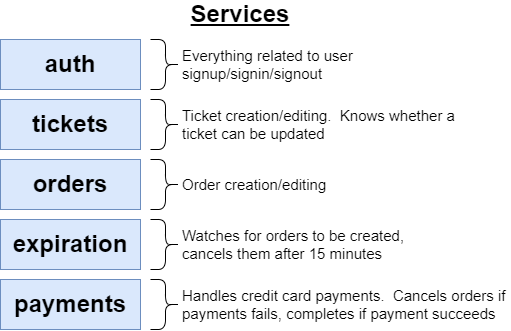 Services
auth
Everything related to user
signup/signin/signout
tickets
Ticket creation/editing.  Knows whether a
ticket can be updated
orders
Order creation/editing
expiration
Watches for orders to be created,
cancels them after 15 minutes
payments
Handles credit card payments.  Cancels orders if
payments fails, completes if payment succeeds